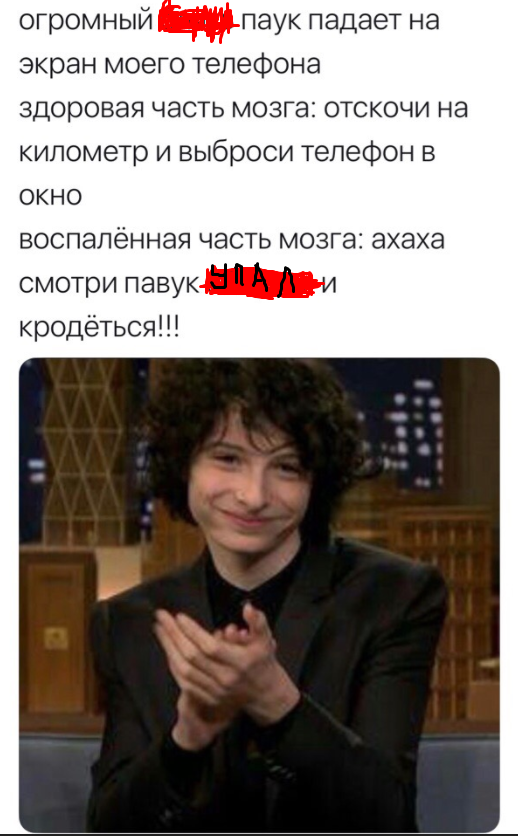 огромный паук падает на
экран моего телефона
здоровая часть мозга: отскочи на
километр и выброси телефон в
окно
воспалённая часть мозга: ахаха
смотри павук УПАЛ и
кродёться!!!